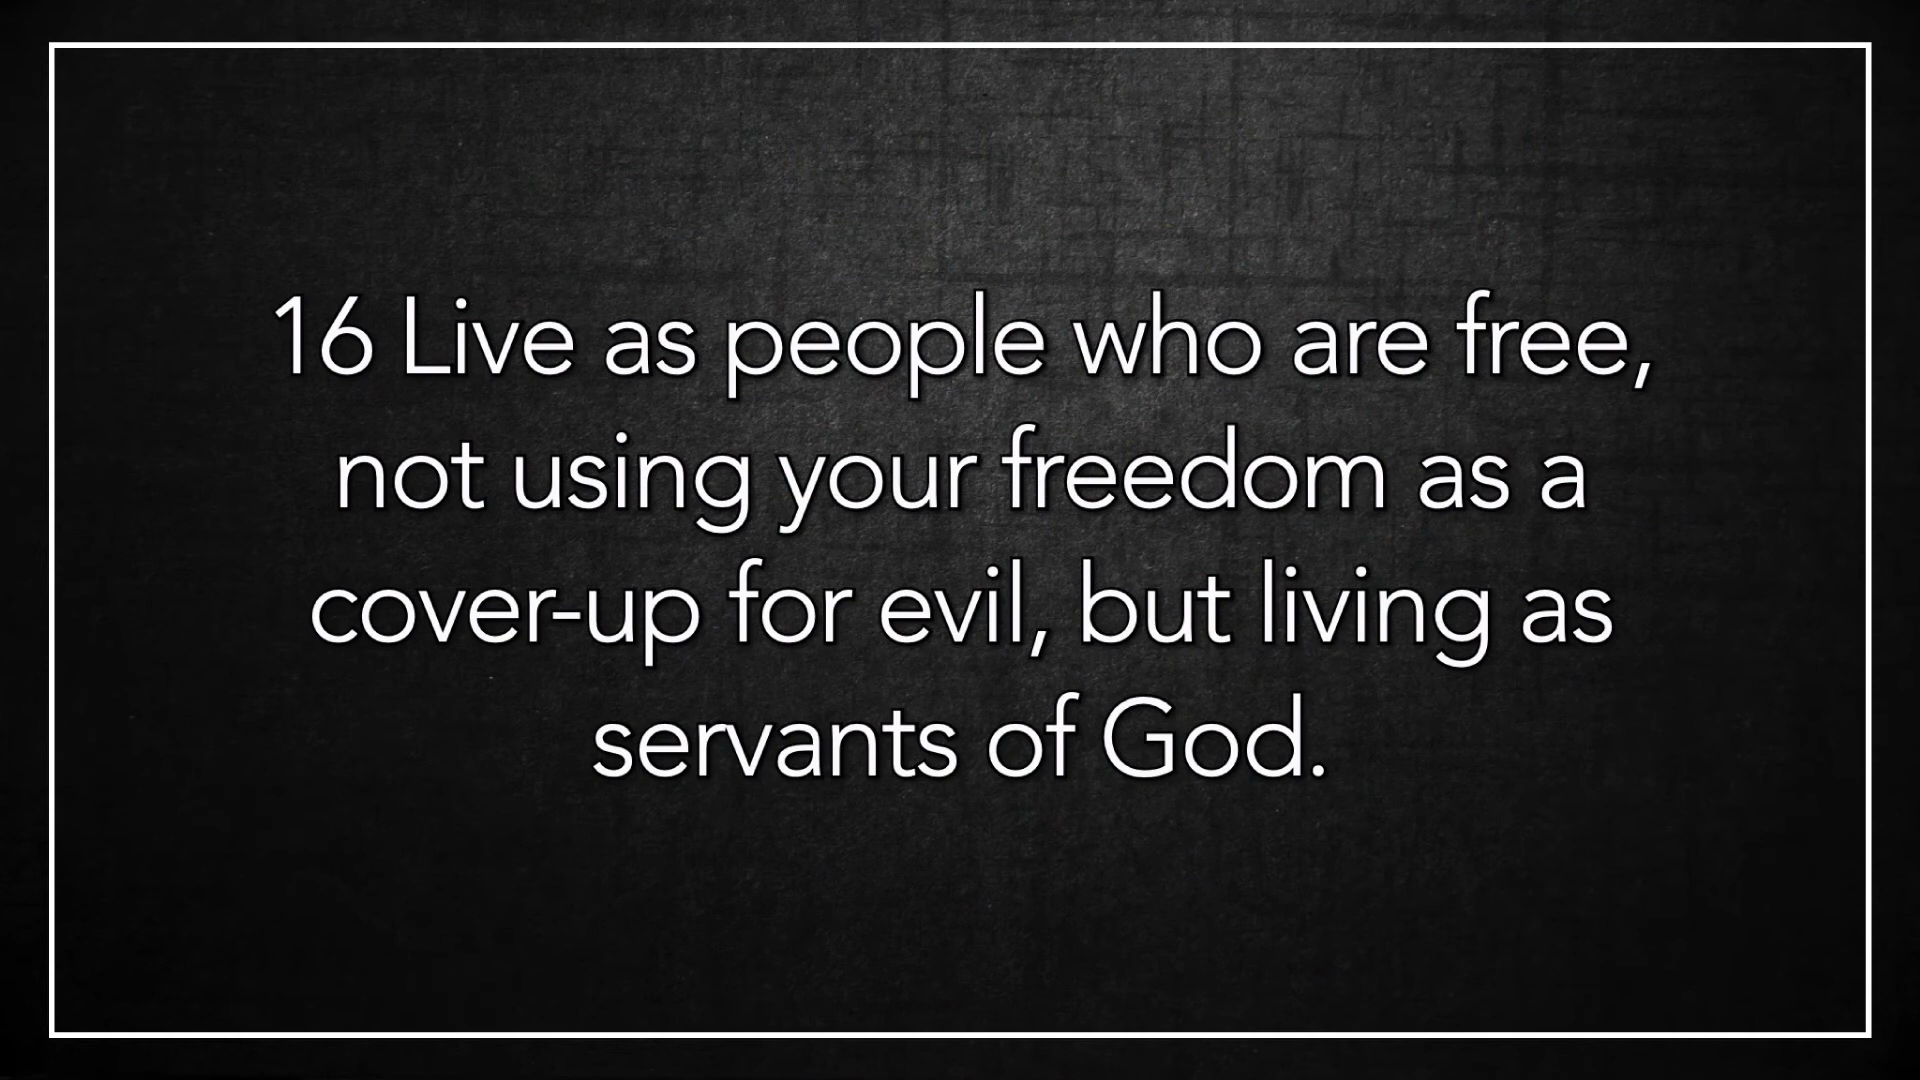 16 Live as people who are free,
not using your freedom as a
cover-up for evil, but living as
servants of God.